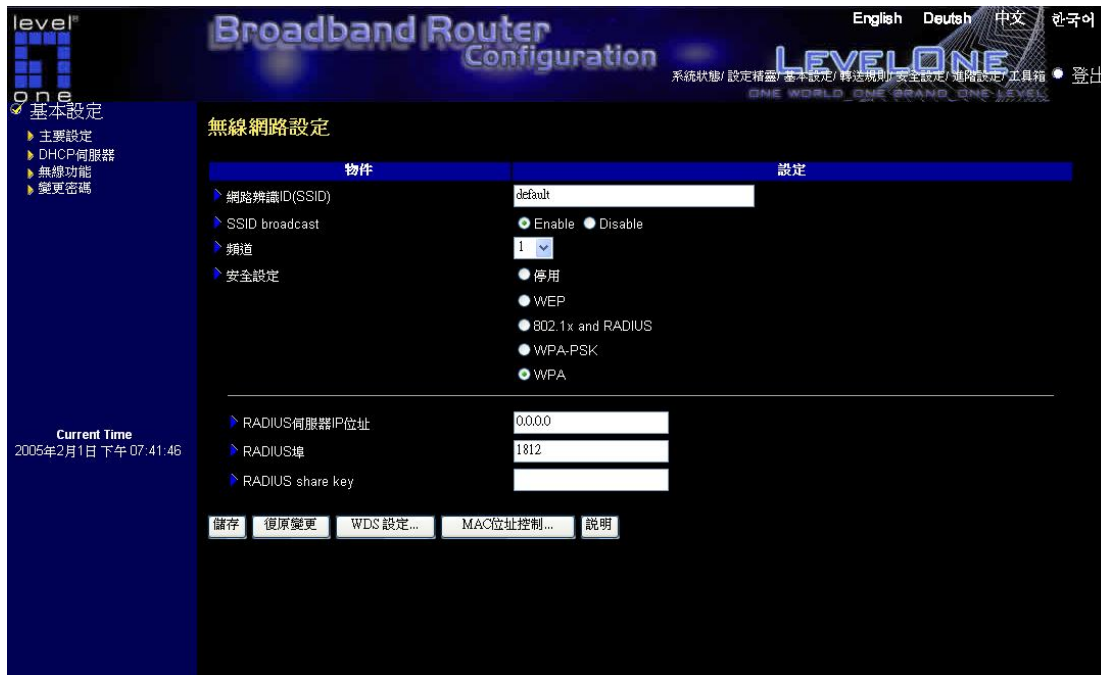 level®
one
Broadband Router
Configuration
English Deutsh 中文 한국어
LEVELONE
系統狀態/ 設定精靈/ 基本設定/ 轉送規則/ 安全設定/ 進階設定/ 工具箱 登出
ONE WORLD_ONE BRAND_ONE LEVEL
基本設定
主要設定
DHCP伺服器
無線功能
變更密碼
Current Time
2005年2月1日 下午 07:41:46
無線網路設定
物件 設定
網路辨識ID(SSID) default
SSID broadcast Enable Disable
頻道 1
安全設定 停用
WEP
802.1x and RADIUS
WPA-PSK
WPA
RADIUS伺服器IP位址 0.0.0.0
RADIUS埠 1812
RADIUS share key
儲存 復原變更 WDS 設定... MAC位址控制... 說明